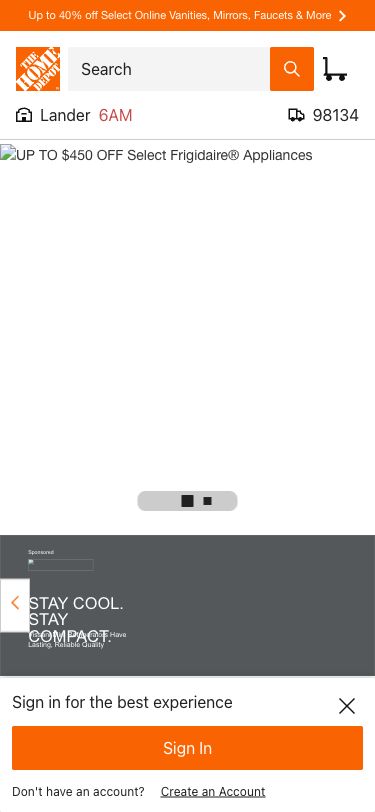 Up to 40% off Select Online Vanities, Mirrors, Faucets & More
THE
HOME
DEPOT
Search
Lander 6AM
98134
UP TO $450 OFF Select Frigidaire® Appliances
Sponsored
STAY COOL.
STAY
COMPACT.
Have
Lasting, Reliable Quality
Sign in for the best experience
Sign In
Don't have an account? Create an Account